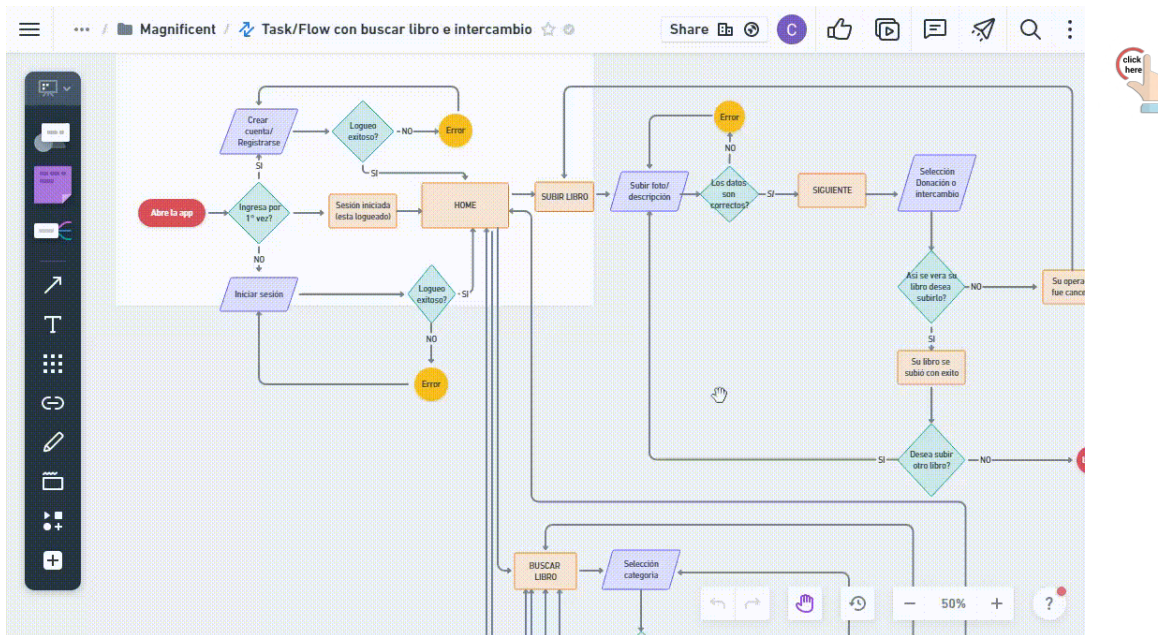 Magnificent / Task/Flow con buscar libro e intercambio
Share
C
click
here
Crear
cuenta/
Registrarse
Logueo
exitoso?
NO
Error
SI
SI
Abre la app
Ingresa por
1° vez?
Sesión iniciada
(esta logueado)
HOME
NO
Iniciar sesión
Logueo
exitoso?
SI
NO
Error
SUBIR LIBRO
Subir foto/
descripción
Error
NO
Los datos
son
correctos?
SI
SIGUIENTE
Selección
Donación o
intercambio
Asi se vera su
libro desea
subirlo?
NO
Su opera
fue cance
SI
Su libro se
subió con exito
Desea subir
otro libro?
SI
NO
BUSCAR
LIBRO
Selección
categoria
50%
?